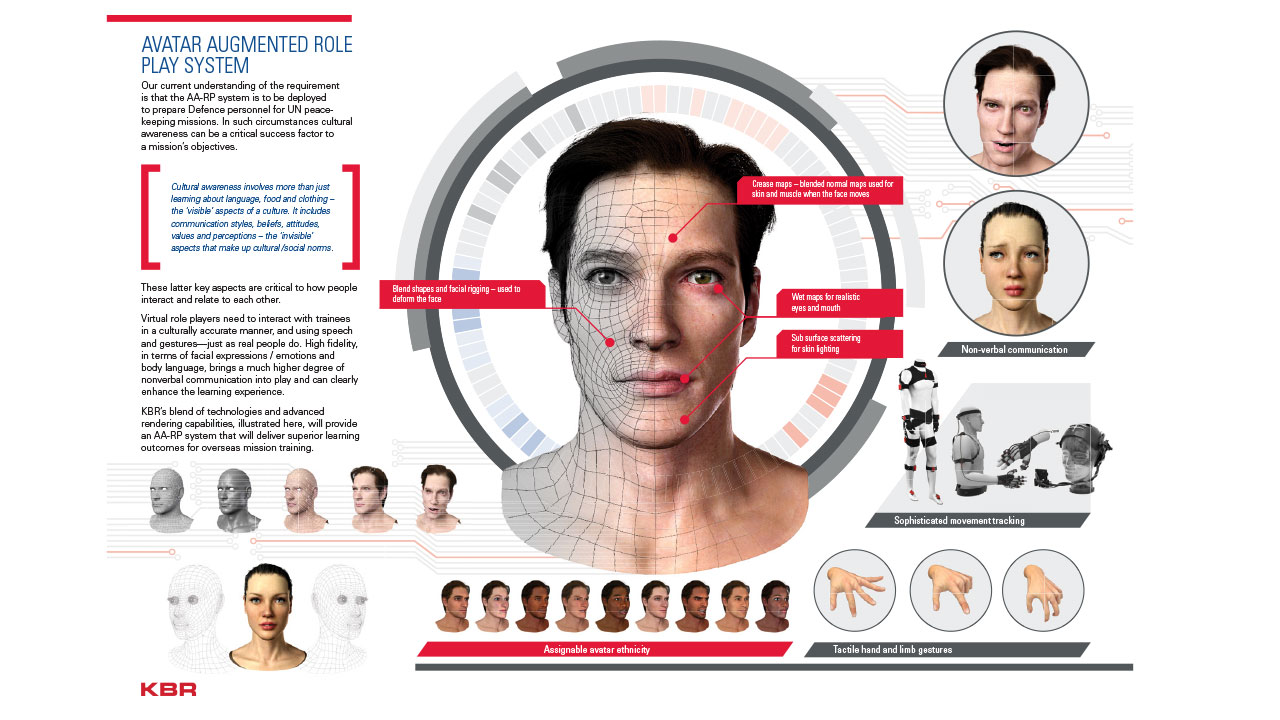 AVATAR AUGMENTED ROLE
PLAY SYSTEM
Our current understanding of the requirement
is that the AA-RP system is to be deployed
to prepare Defence personnel for UN peace-
keeping missions. In such circumstances cultural
awareness can be a critical success factor to
a mission's objectives.
Cultural awareness involves more than just
learning about language, food and clothing –
the 'visible' aspects of a culture. It includes
communication styles, beliefs, attitudes,
values and perceptions – the 'invisible'
aspects that make up cultural/social norms.
These latter key aspects are critical to how people
interact and relate to each other.
Virtual role players need to interact with trainees
in a culturally accurate manner, and using speech
and gestures—just as real people do. High fidelity,
in terms of facial expressions / emotions and
body language, brings a much higher degree of
nonverbal communication into play and can clearly
enhance the learning experience.
KBR's blend of technologies and advanced
rendering capabilities, illustrated here, will provide
an AA-RP system that will deliver superior learning
outcomes for overseas mission training.
Crease maps – blended normal maps used for
skin and muscle when the face moves
Blend shapes and facial rigging – used to
deform the face
Wet maps for realistic
eyes and mouth
Sub surface scattering
for skin lighting
Non-verbal communication
Sophisticated movement tracking
Assignable avatar ethnicity
Tactile hand and limb gestures
KBR